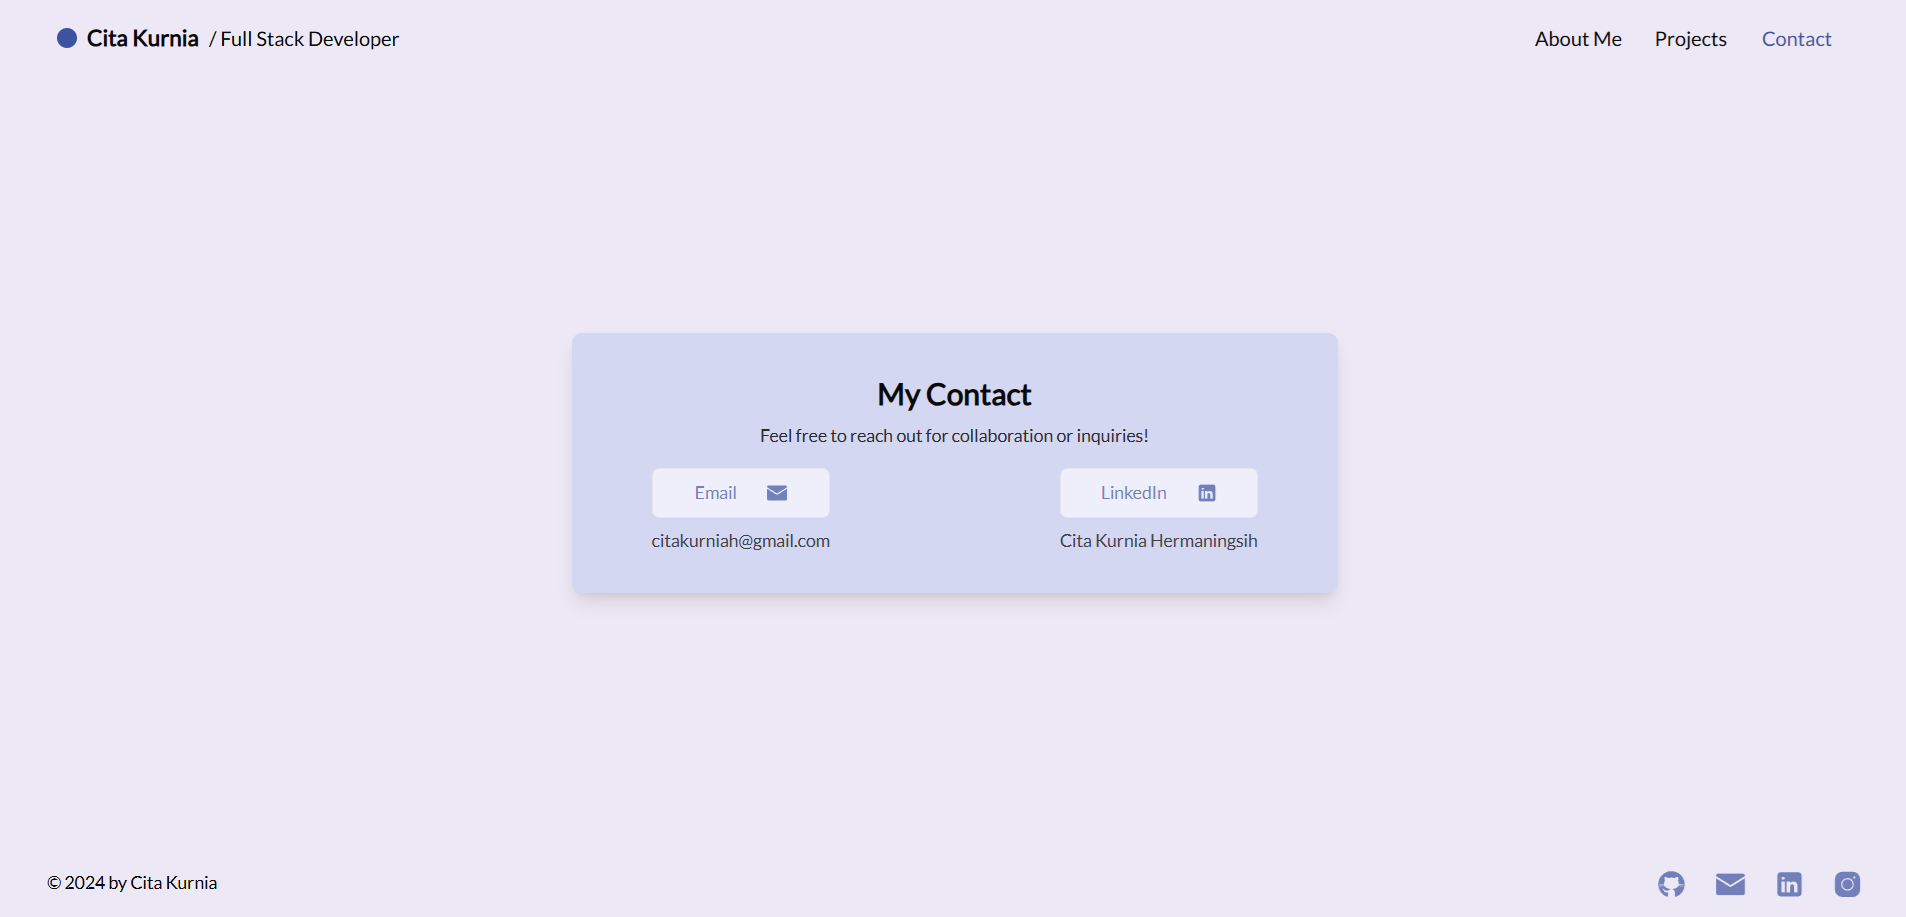 Cita Kurnia / Full Stack Developer
About Me Projects Contact
My Contact
Feel free to reach out for collaboration or inquiries!
Email
citakurniah@gmail.com
LinkedIn
Cita Kurnia Hermaningsih
© 2024 by Cita Kurnia